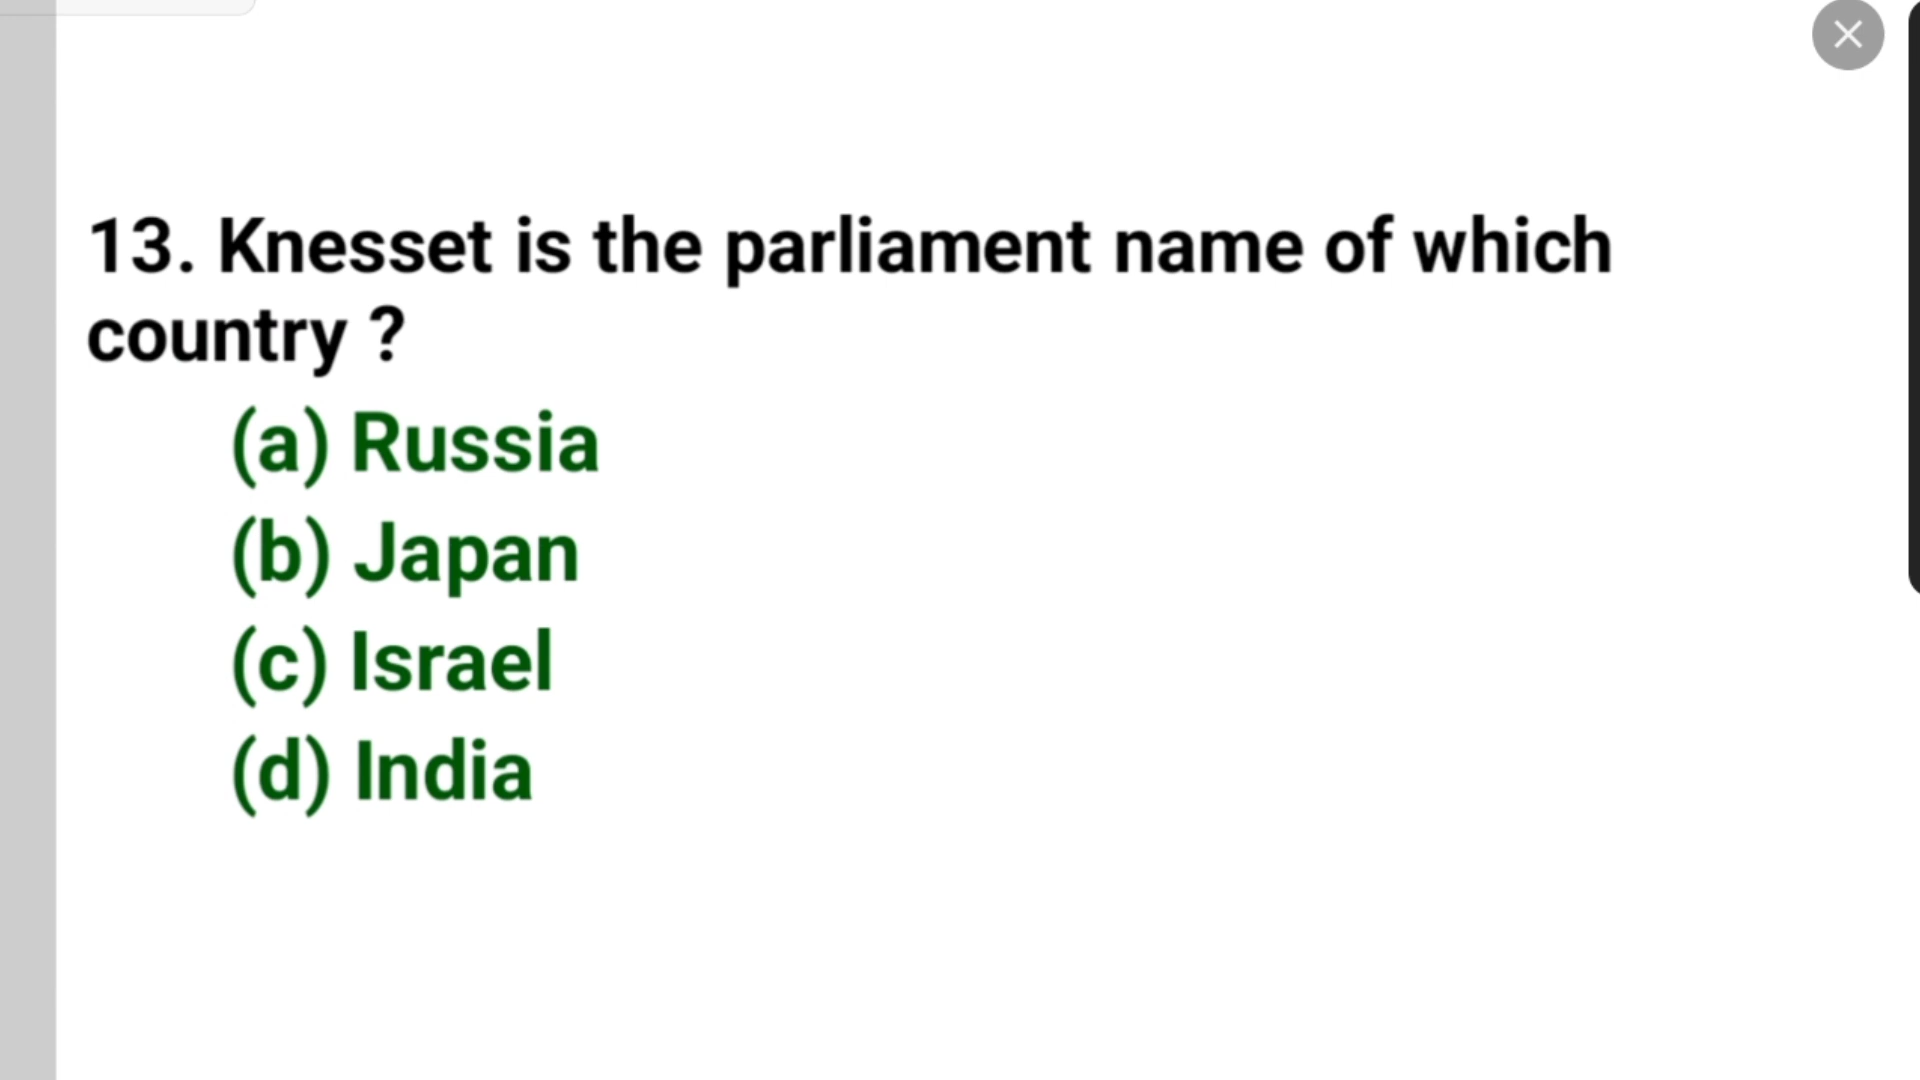 13. Knesset is the parliament name of which
country ?
(a) Russia
(b) Japan
(c) Israel
(d) India